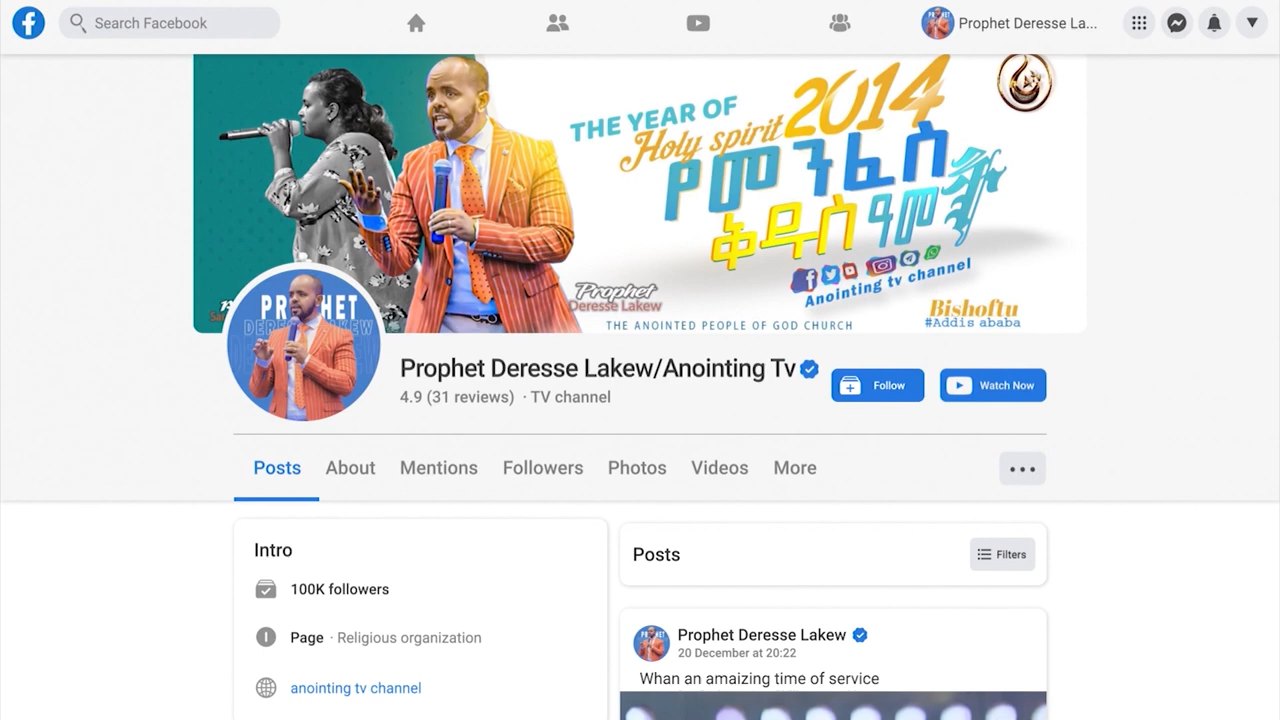 Search Facebook
Prophet Deresse La...
THE YEAR OF
Holy spirit 2014
የመንፈስ
ቅዱስ ዓመት
Anointing tv channel
Prophet
Deresse Lakew
THE ANOINTED PEOPLE OF GOD CHURCH
Bishoftu
#Addis ababa
PROPHET
DERESSE LAKEW
Prophet Deresse Lakew/Anointing Tv
4.9 (31 reviews) · TV channel
Follow
Watch Now
Posts
About
Mentions
Followers
Photos
Videos
More
Intro
100K followers
Page · Religious organization
anointing tv channel
Posts
Filters
Prophet Deresse Lakew
20 December at 20:22
Whan an amaizing time of service